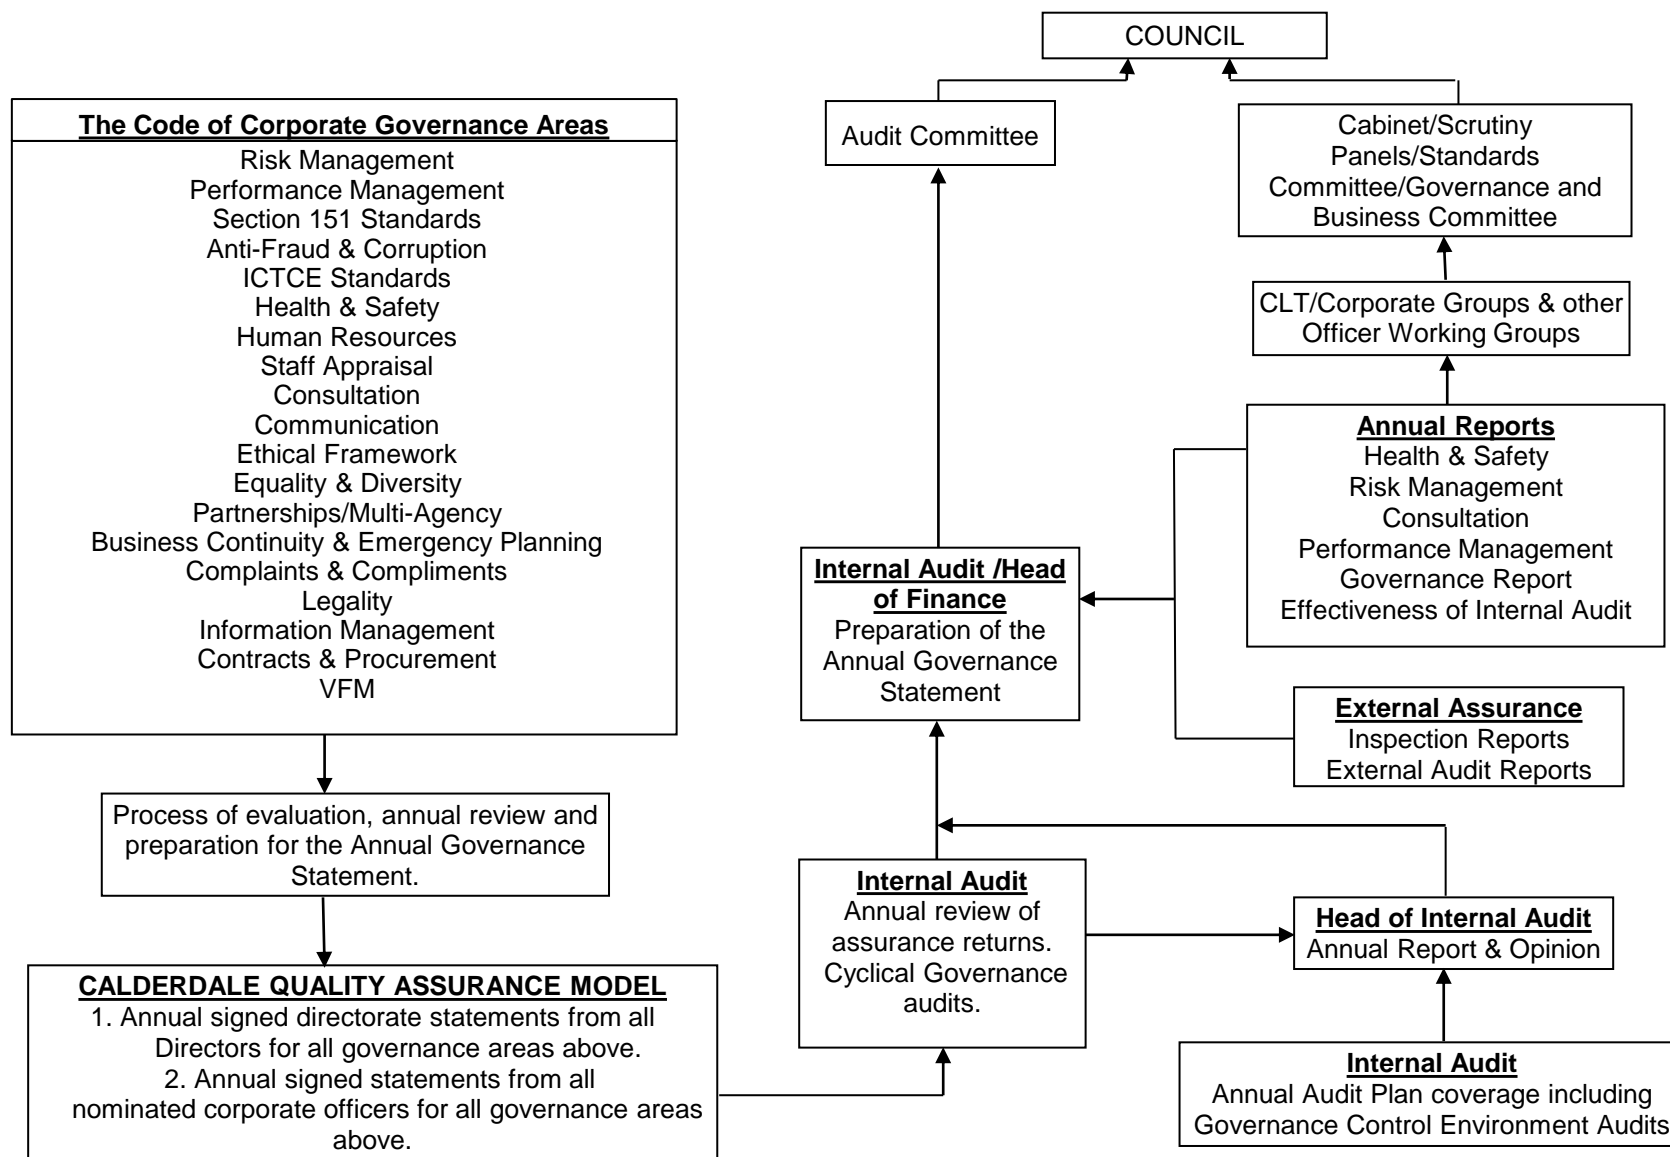 COUNCIL
The Code of Corporate Governance Areas
Risk Management
Performance Management
Section 151 Standards
Anti-Fraud & Corruption
ICTCE Standards
Health & Safety
Human Resources
Staff Appraisal
Consultation
Communication
Ethical Framework
Equality & Diversity
Partnerships/Multi-Agency
Business Continuity & Emergency Planning
Complaints & Compliments
Legality
Information Management
Contracts & Procurement
VFM
Process of evaluation, annual review and
preparation for the Annual Governance
Statement.
CALDERDALE QUALITY ASSURANCE MODEL
1. Annual signed directorate statements from all
Directors for all governance areas above.
2. Annual signed statements from all
nominated corporate officers for all governance areas
above.
Audit Committee
Internal Audit /Head
of Finance
Preparation of the
Annual Governance
Statement
Internal Audit
Annual review of
assurance returns.
Cyclical Governance
audits.
Cabinet/Scrutiny
Panels/Standards
Committee/Governance and
Business Committee
CLT/Corporate Groups & other
Officer Working Groups
Annual Reports
Health & Safety
Risk Management
Consultation
Performance Management
Governance Report
Effectiveness of Internal Audit
External Assurance
Inspection Reports
External Audit Reports
Head of Internal Audit
Annual Report & Opinion
Internal Audit
Annual Audit Plan coverage including
Governance Control Environment Audits